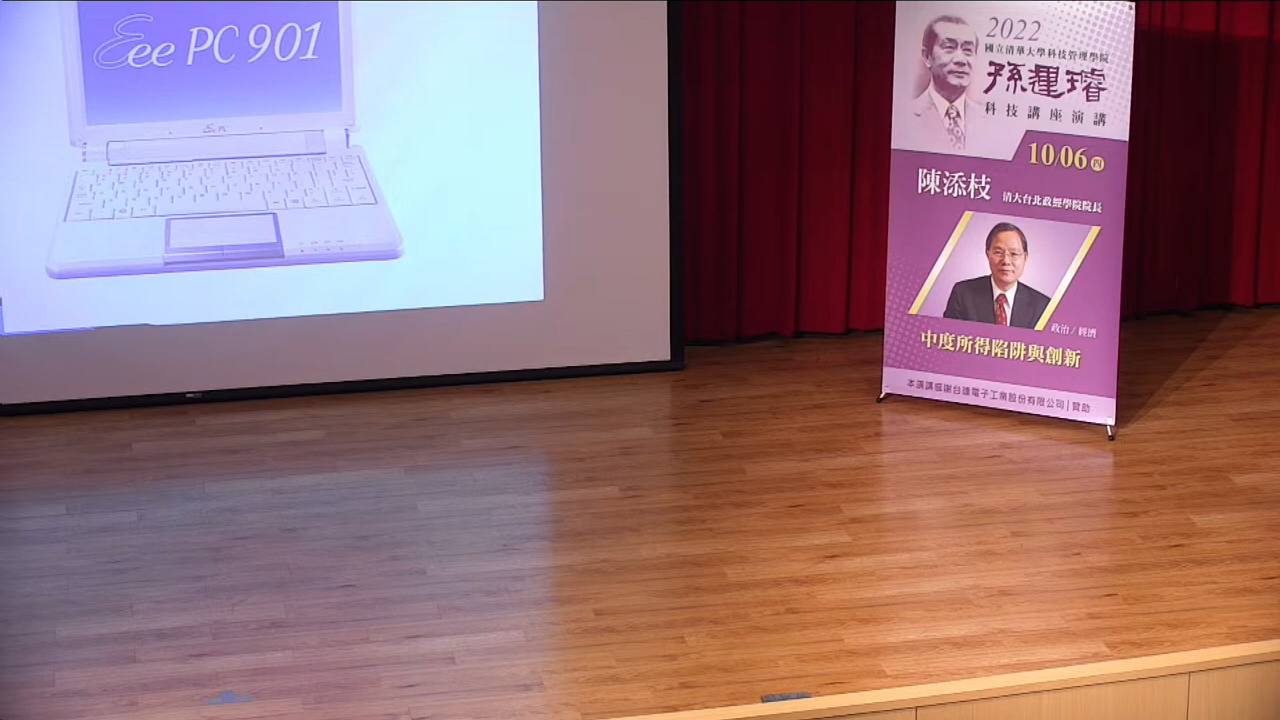 Eee PC 901
Eee PC
2022
國立清華大學科技管理學院
孫運璿
科技講座演講
10/06 四
陳添枝
清大台北政經學院院長
政治／經濟
中度所得陷阱與創新
本演講感謝台達電子工業股份有限公司│贊助